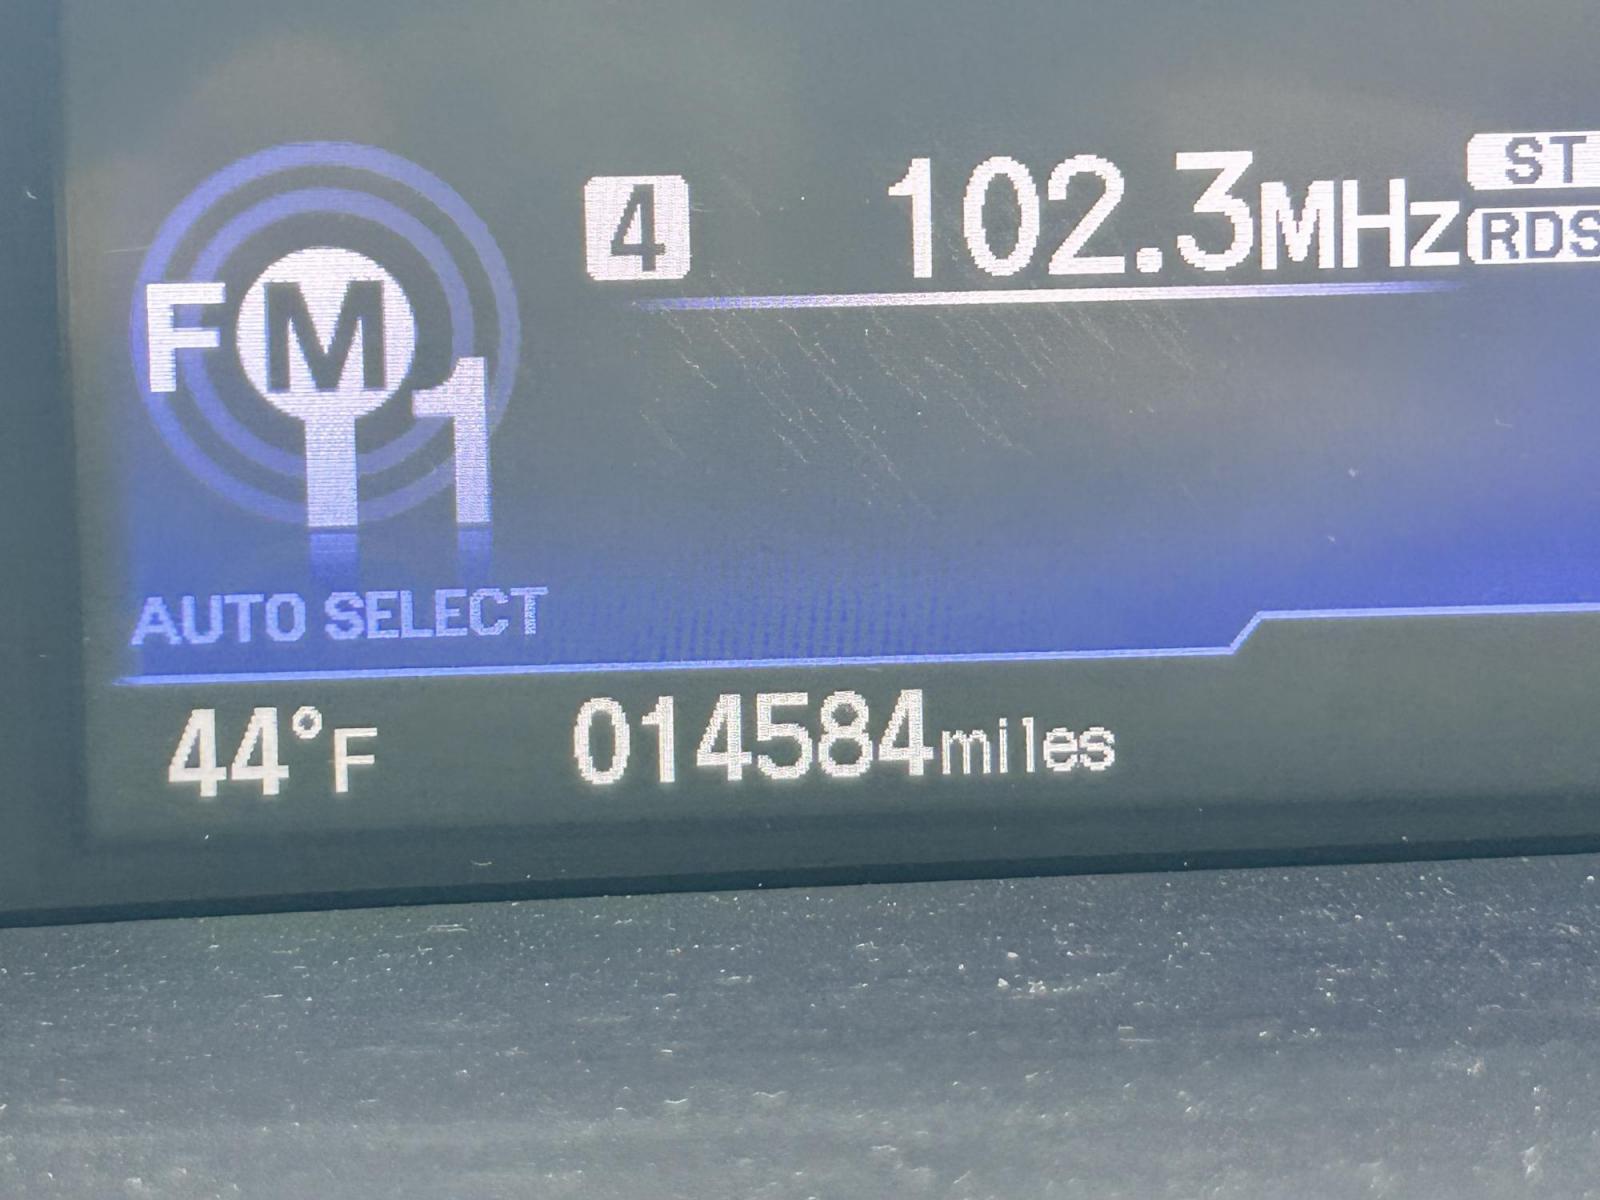 4 102.3MHz ST
RDS
FM1
AUTO SELECT
44°F 014584miles